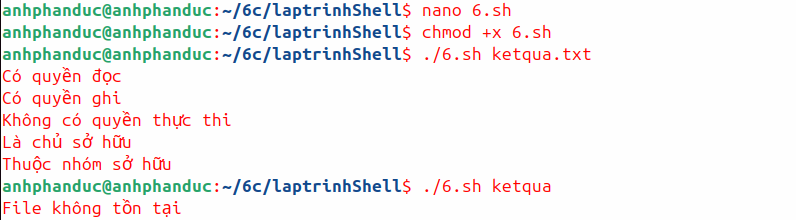 anhphanduc@anhphanduc:~/6c/laptrinhShell$ nano 6.sh
anhphanduc@anhphanduc:~/6c/laptrinhShell$ chmod +x 6.sh
anhphanduc@anhphanduc:~/6c/laptrinhShell$ ./6.sh ketqua.txt
Có quyền đọc
Có quyền ghi
Không có quyền thực thi
Là chủ sở hữu
Thuộc nhóm sở hữu
anhphanduc@anhphanduc:~/6c/laptrinhShell$ ./6.sh ketqua
File không tồn tại